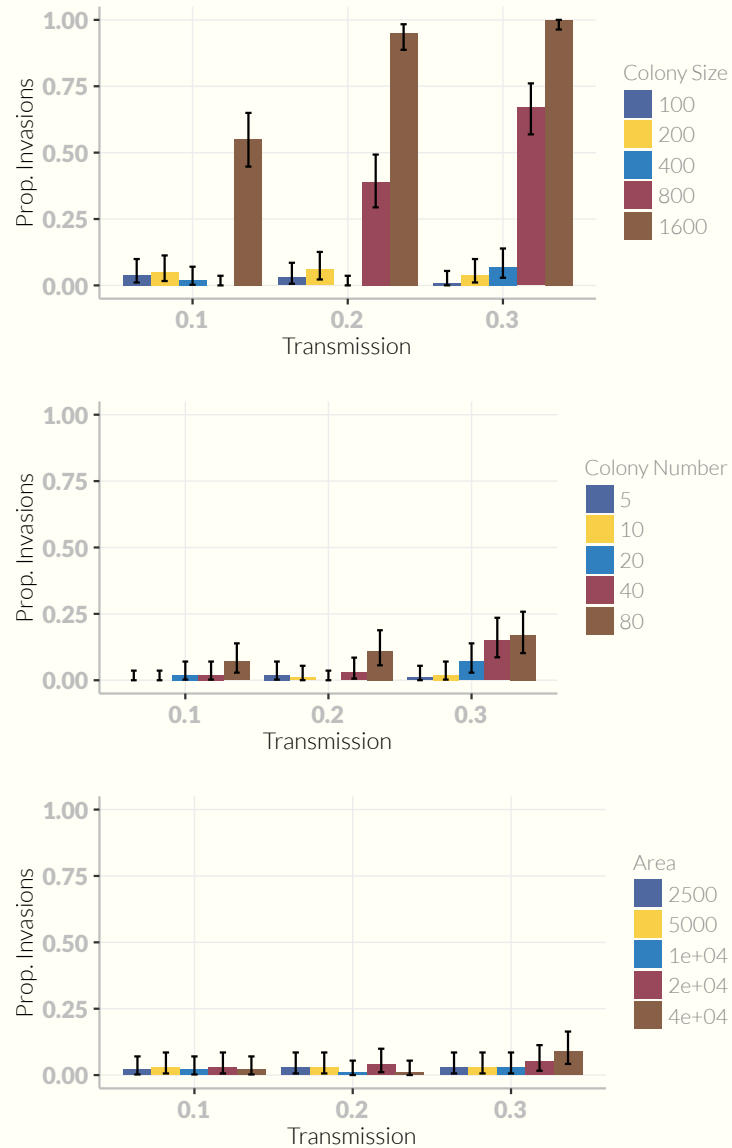 1.00
0.75
0.50
0.25
0.00
Prop. Invasions
0.1 0.2 0.3
Transmission
Colony Size
100
200
400
800
1600
1.00
0.75
0.50
0.25
0.00
Prop. Invasions
0.1 0.2 0.3
Transmission
Colony Number
5
10
20
40
80
1.00
0.75
0.50
0.25
0.00
Prop. Invasions
0.1 0.2 0.3
Transmission
Area
2500
5000
1e+04
2e+04
4e+04